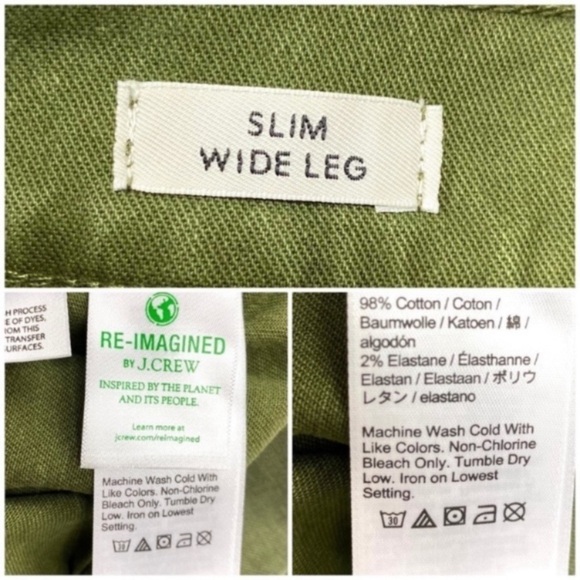 SLIM
WIDE LEG
H PROCESS
E OF DYES,
OM THIS
TRANSFER
URFACES.
RE-IMAGINED
BY J.CREW
INSPIRED BY THE PLANET
AND ITS PEOPLE.
Learn more at
jcrew.com/reimagined
Machine Wash Cold With
Like Colors. Non-Chlorine
Bleach Only. Tumble Dry
Low. Iron on Lowest
Setting.
30
98% Cotton / Coton /
Baumwolle / Katoen / 綿 /
algodón
2% Elastane / Élasthanne /
Elastan / Elastaan / ポリウ
レタン / elastano
Machine Wash Cold With
Like Colors. Non-Chlorine
Bleach Only. Tumble Dry
Low. Iron on Lowest
Setting.
30